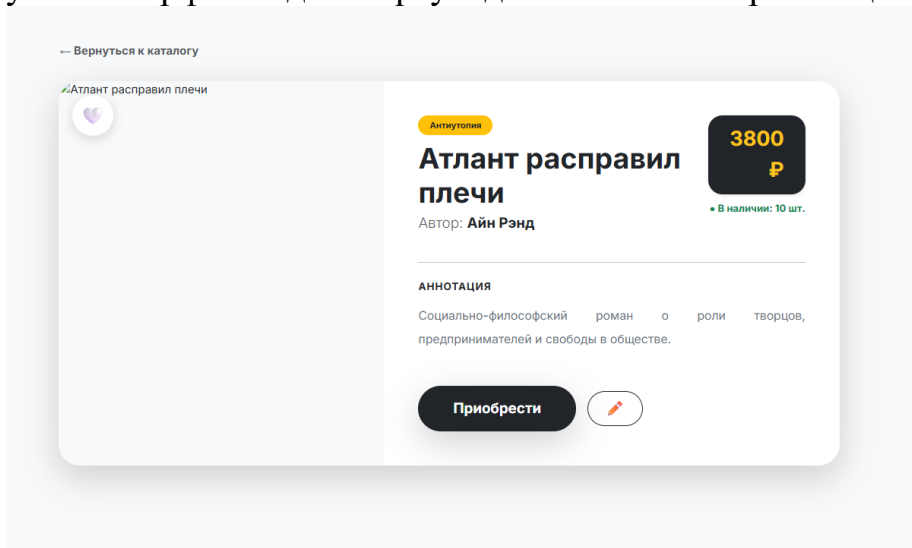 ← Вернуться к каталогу
Атлант расправил плечи
Антиутопия
3800
₽
Атлант расправил
плечи
● В наличии: 10 шт.
Автор: Айн Рэнд
АННОТАЦИЯ
Социально-философский роман о роли творцов,
предпринимателей и свободы в обществе.
Приобрести